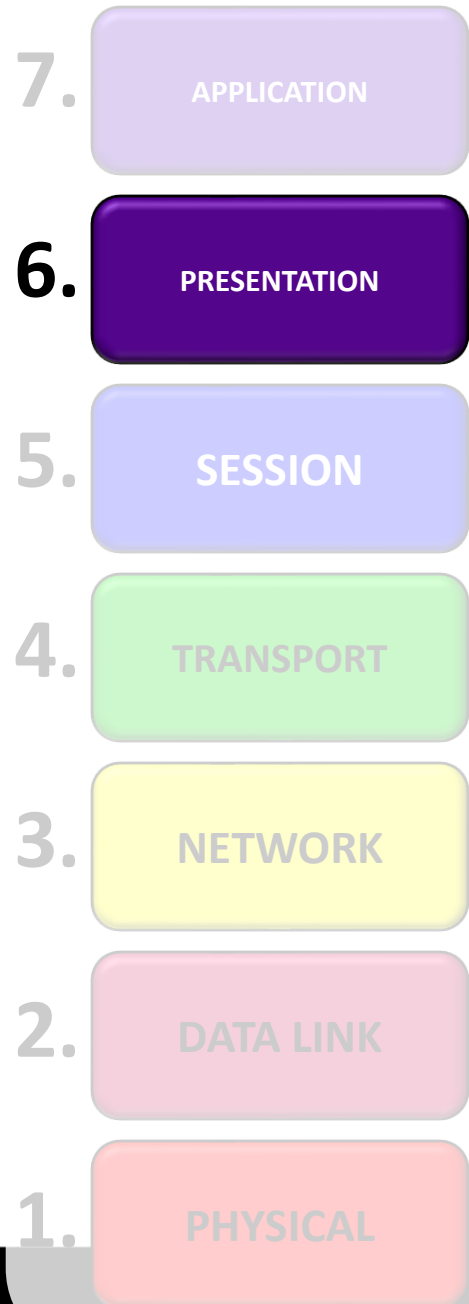 7. APPLICATION
6. PRESENTATION
5. SESSION
4. TRANSPORT
3. NETWORK
2. DATA LINK
1. PHYSICAL